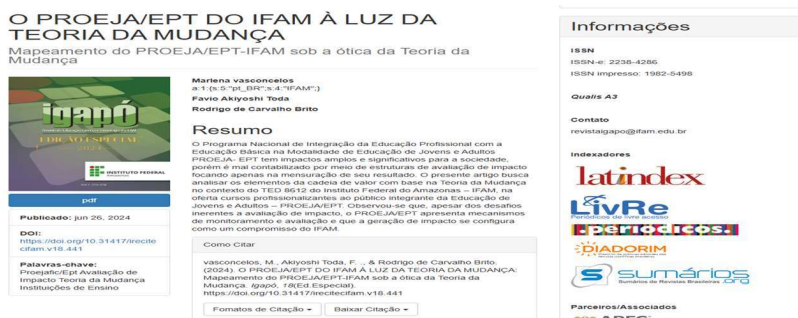 O PROEJA/EPT DO IFAM À LUZ DA
TEORIA DA MUDANÇA
Mapeamento do PROEJA/EPT-IFAM sob a ótica da Teoria da
Mudança
igapó
EDIÇÃO ESPECIAL
2024
INSTITUTO FEDERAL
pdf
Publicado: jun 26, 2024
DOI:
https://doi.org/10.31417/irecite
cifam.v18.441
Palavras-chave:
Proejafic/Ept Avaliação de
Impacto Teoria da Mudança
Instituições de Ensino
Marlena vasconcelos
a:1:{s:5:"pt_BR";s:4:"IFAM";}
Favio Akiyoshi Toda
Rodrigo de Carvalho Brito
Resumo
O Programa Nacional de Integração da Educação Profissional com a
Educação Básica na Modalidade de Educação de Jovens e Adultos
PROEJA- EPT tem impactos amplos e significativos para a sociedade,
porém é mal contabilizado por meio de estruturas de avaliação de impacto
focando apenas na mensuração de seu resultado. O presente artigo busca
analisar os elementos da cadeia de valor com base na Teoria da Mudança
no contexto do TED 8612 do Instituto Federal do Amazonas – IFAM, na
oferta cursos profissionalizantes ao público integrante da Educação de
Jovens e Adultos – PROEJA/EPT. Observou-se que, apesar dos desafios
inerentes a avaliação de impacto, o PROEJA/EPT apresenta mecanismos
de monitoramento e avaliação e que a geração de impacto se configura
como um compromisso do IFAM.
Como Citar
vasconcelos, M., Akiyoshi Toda, F. ., & Rodrigo de Carvalho Brito.
(2024). O PROEJA/EPT DO IFAM À LUZ DA TEORIA DA MUDANÇA:
Mapeamento do PROEJA/EPT-IFAM sob a ótica da Teoria da
Mudança. Igapó, 18(Ed.Especial).
https://doi.org/10.31417/irecitecifam.v18.441
Fomatos de Citação
Baixar Citação
Informações
ISSN
ISSN-e: 2238-4286
ISSN impresso: 1982-5498
Qualis A3
Contato
revistaigapo@ifam.edu.br
Indexadores
latindex
LivRe
Periódicos de livre acesso
.periodicos.
DIADORIM
sumários.org
Sumários de Revistas Brasileiras
Parceiros/Associados